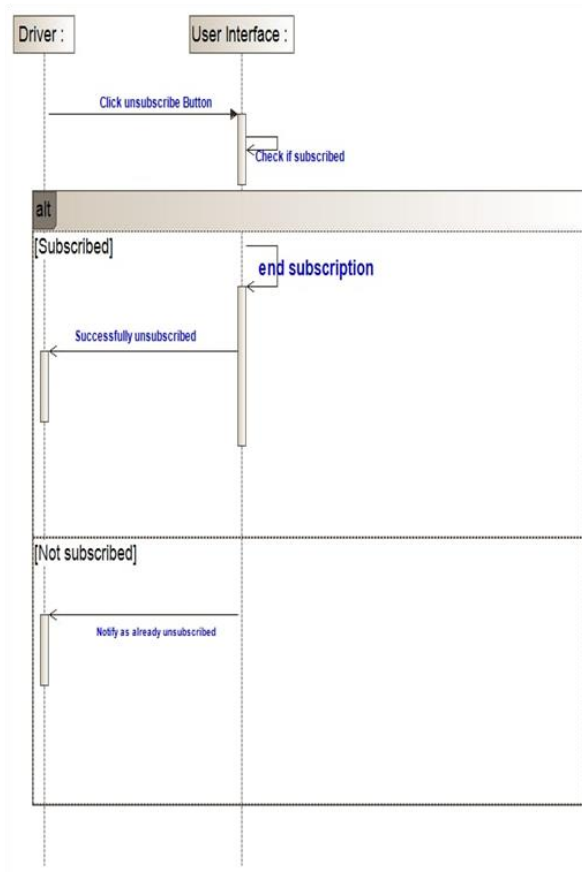 Driver :
User Interface :
Click unsubscribe Button
Check if subscribed
alt
[Subscribed]
end subscription
Successfully unsubscribed
[Not subscribed]
Notify as already unsubscribed